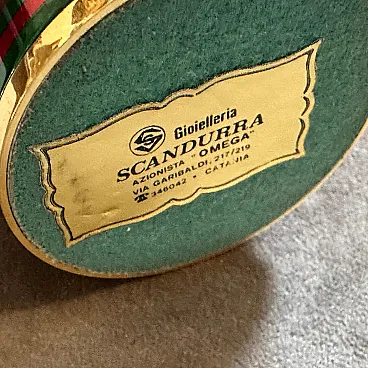 Gioielleria
SCANDURRA
AZIONISTA "OMEGA"
VIA GARIBALDI, 217/219
☎ 346042 • CATANIA